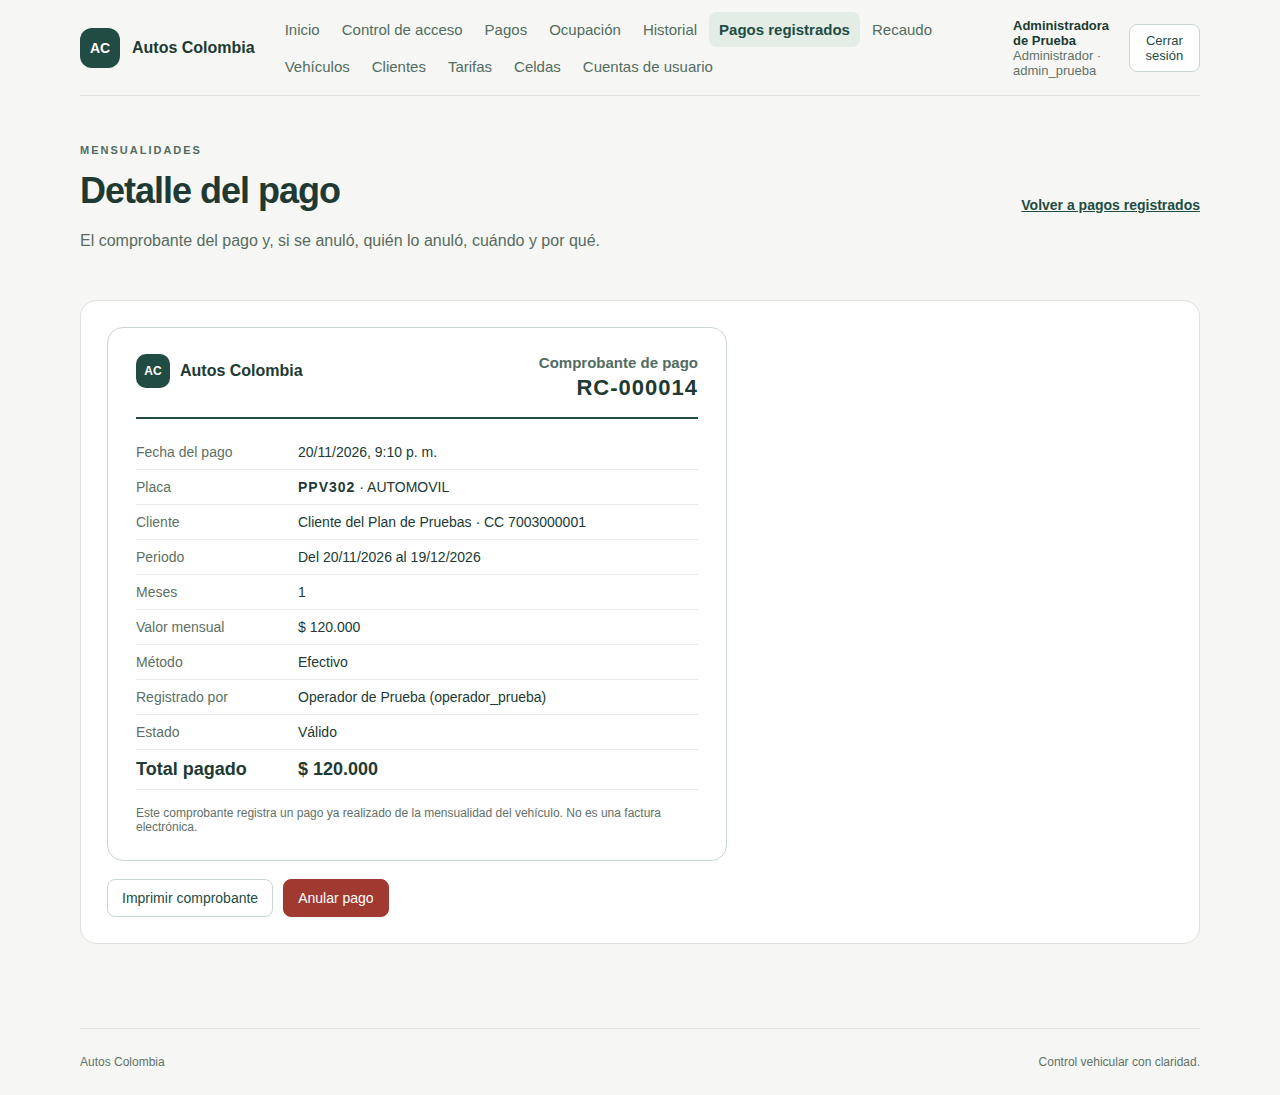 AC
Autos Colombia
Inicio
Control de acceso
Pagos
Ocupación
Historial
Pagos registrados
Recaudo
Vehículos
Clientes
Tarifas
Celdas
Cuentas de usuario
Administradora
de Prueba
Administrador ·
admin_prueba
Cerrar
sesión
MENSUALIDADES
Detalle del pago
Volver a pagos registrados
El comprobante del pago y, si se anuló, quién lo anuló, cuándo y por qué.
AC
Autos Colombia
Comprobante de pago
RC-000014
Fecha del pago 20/11/2026, 9:10 p. m.
Placa PPV302 · AUTOMOVIL
Cliente Cliente del Plan de Pruebas · CC 7003000001
Periodo Del 20/11/2026 al 19/12/2026
Meses 1
Valor mensual $ 120.000
Método Efectivo
Registrado por Operador de Prueba (operador_prueba)
Estado Válido
Total pagado $ 120.000
Este comprobante registra un pago ya realizado de la mensualidad del vehículo. No es una factura
electrónica.
Imprimir comprobante
Anular pago
Autos Colombia
Control vehicular con claridad.